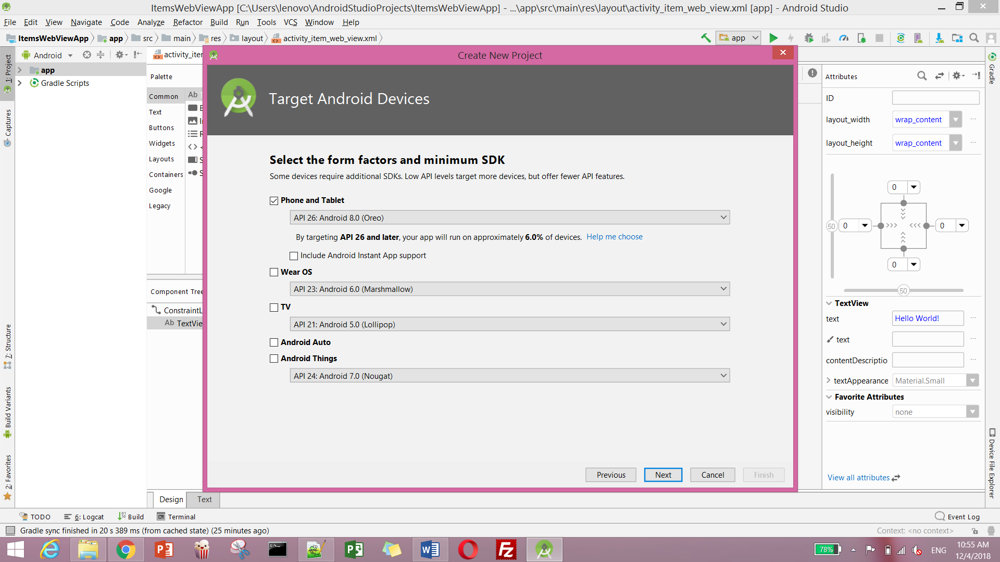 ItemsWebViewApp [C:\Users\lenovo\AndroidStudioProjects\ItemsWebViewApp] - ...\app\src\main\res\layout\activity_item_web_view.xml [app] - Android Studio
File Edit View Navigate Code Analyze Refactor Build Run Tools VCS Window Help
ItemsWebViewApp app src main res layout activity_item_web_view.xml app
1: Project
Captures
7: Structure
Build Variants
2: Favorites
Android
app
Gradle Scripts
activity_iter
Palette
Common
Text
Buttons
Widgets
Layouts
Containers
Google
Legacy
Ab
Component Tree
ConstraintL
Ab TextVie
Create New Project
Target Android Devices
Select the form factors and minimum SDK
Some devices require additional SDKs. Low API levels target more devices, but offer fewer API features.
Phone and Tablet
API 26: Android 8.0 (Oreo)
By targeting API 26 and later, your app will run on approximately 6.0% of devices. Help me choose
Include Android Instant App support
Wear OS
API 23: Android 6.0 (Marshmallow)
TV
API 21: Android 5.0 (Lollipop)
Android Auto
Android Things
API 24: Android 7.0 (Nougat)
Previous Next Cancel Finish
Attributes
ID
layout_width wrap_content ...
layout_height wrap_content ...
0
50 0 0
0
50
TextView
text Hello World! ...
text ...
contentDescriptio ...
textAppearance Material.Small
Favorite Attributes
visibility none
View all attributes
Gradle
Device File Explorer
Design Text
TODO 6: Logcat Build Terminal Event Log
Gradle sync finished in 20 s 389 ms (from cached state) (25 minutes ago) Context: <no context>
78% ENG
10:55 AM
12/4/2018